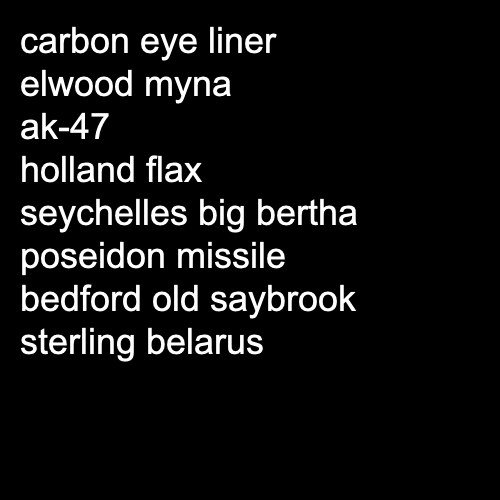 carbon eye liner
elwood myna
ak-47
holland flax
seychelles big bertha
poseidon missile
bedford old saybrook
sterling belarus